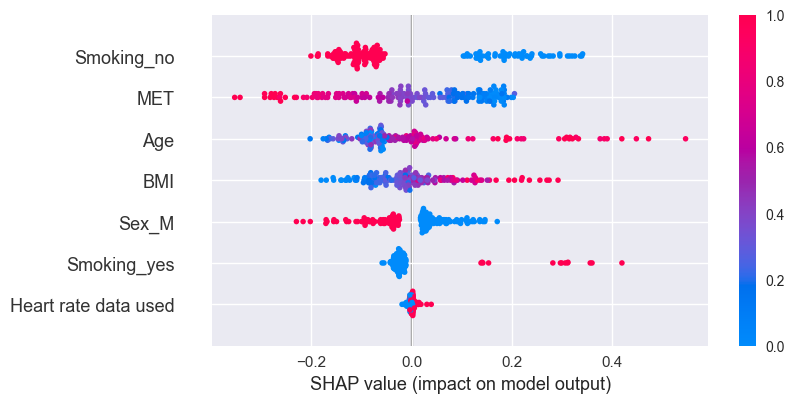 Smoking_no
MET
Age
BMI
Sex_M
Smoking_yes
Heart rate data used
−0.2 0.0 0.2 0.4
SHAP value (impact on model output)
1.0
0.8
0.6
0.4
0.2
0.0